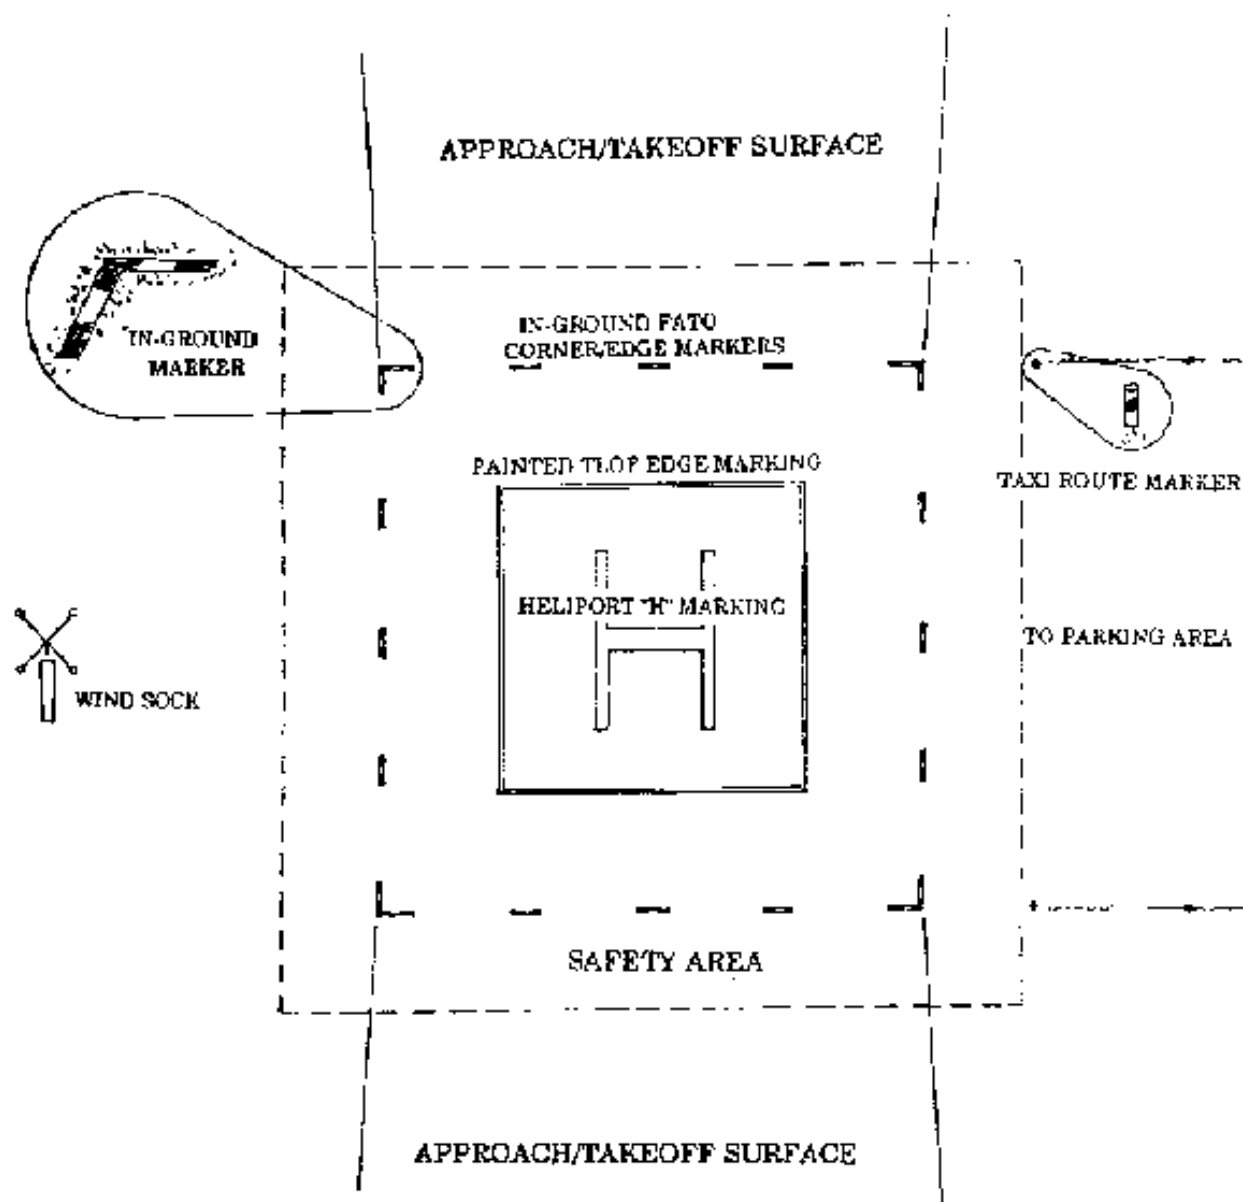 APPROACH/TAKEOFF SURFACE
IN-GROUND
MARKER
IN-GROUND FATO
CORNER/EDGE MARKERS
PAINTED TLOF EDGE MARKING
TAXI ROUTE MARKER
HELIPORT "H" MARKING
TO PARKING AREA
WIND SOCK
SAFETY AREA
APPROACH/TAKEOFF SURFACE